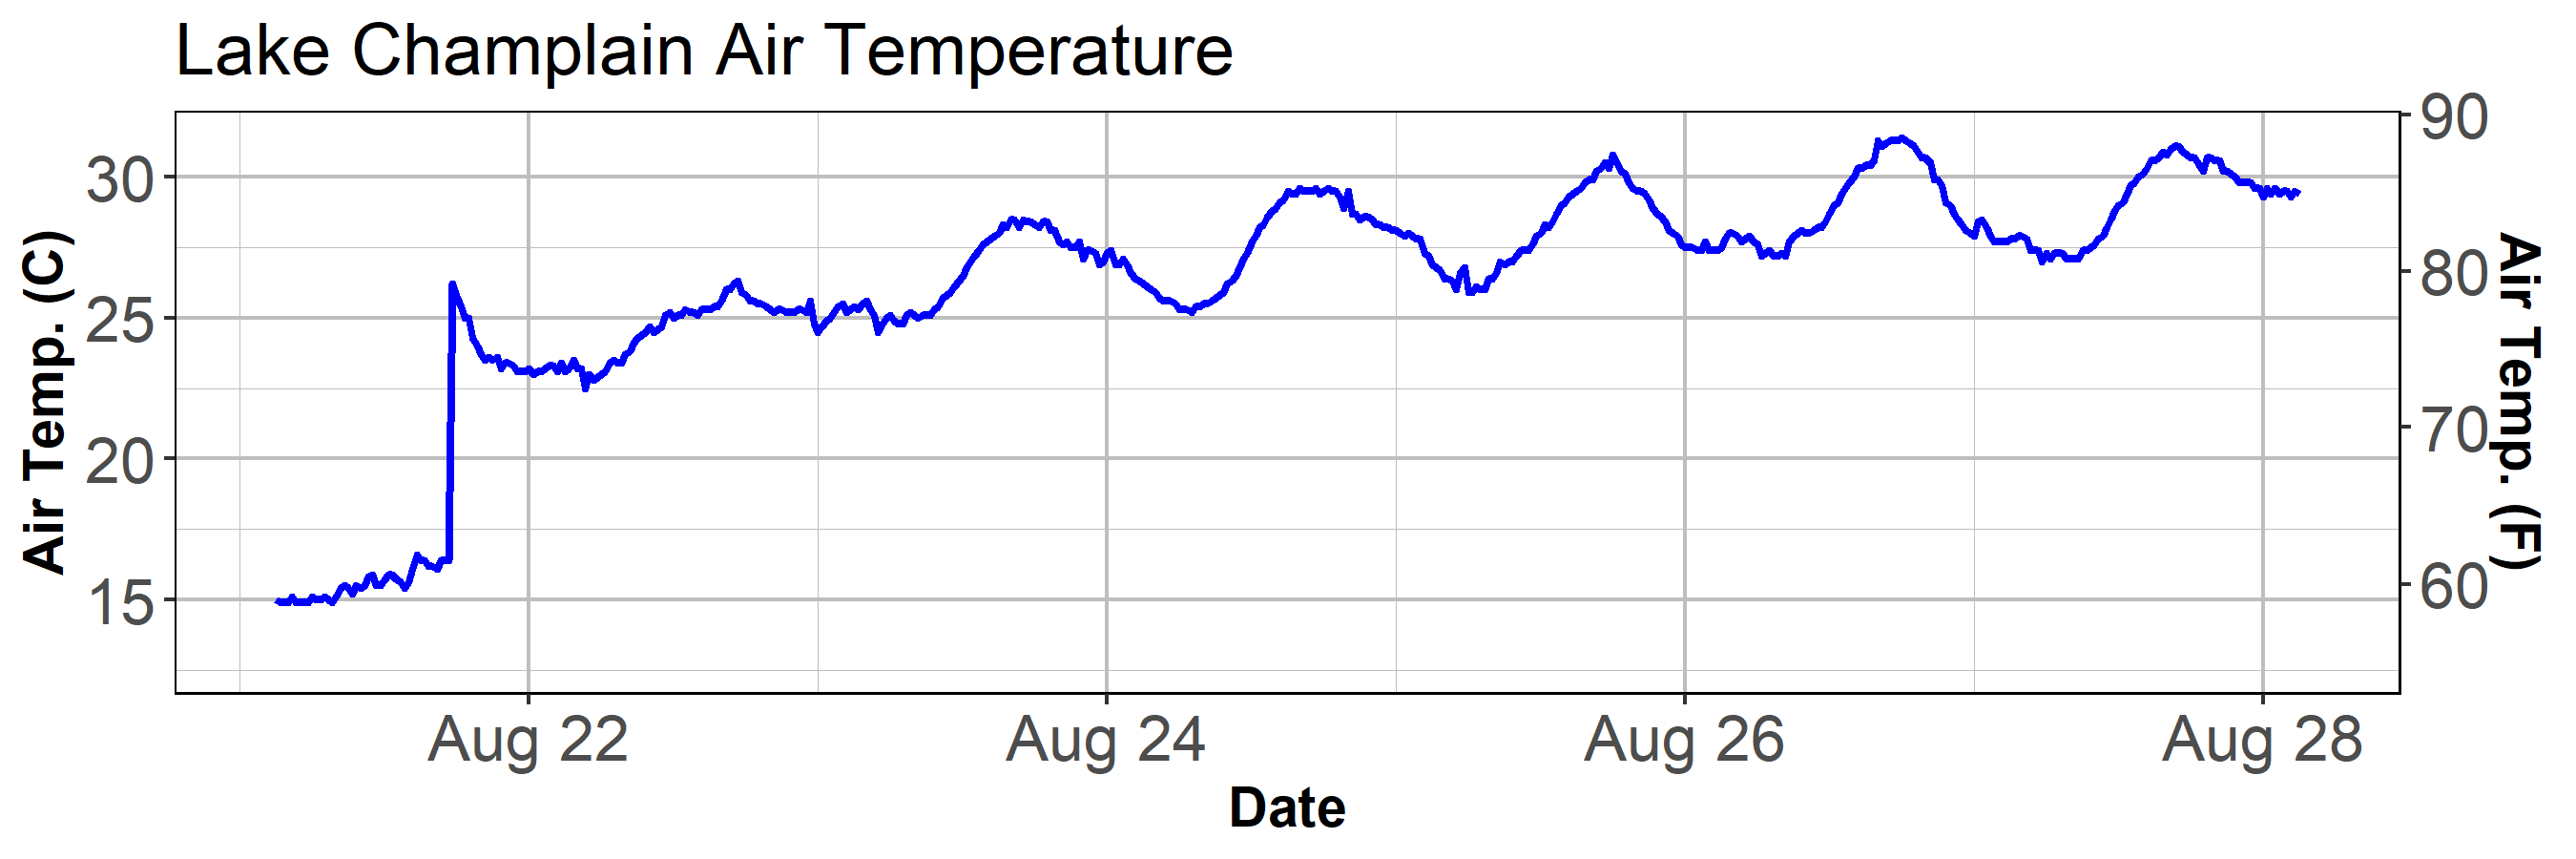 Lake Champlain Air Temperature
Air Temp. (C)
30
25
20
15
90
80
70
60
Air Temp. (F)
Aug 22 Aug 24 Aug 26 Aug 28
Date